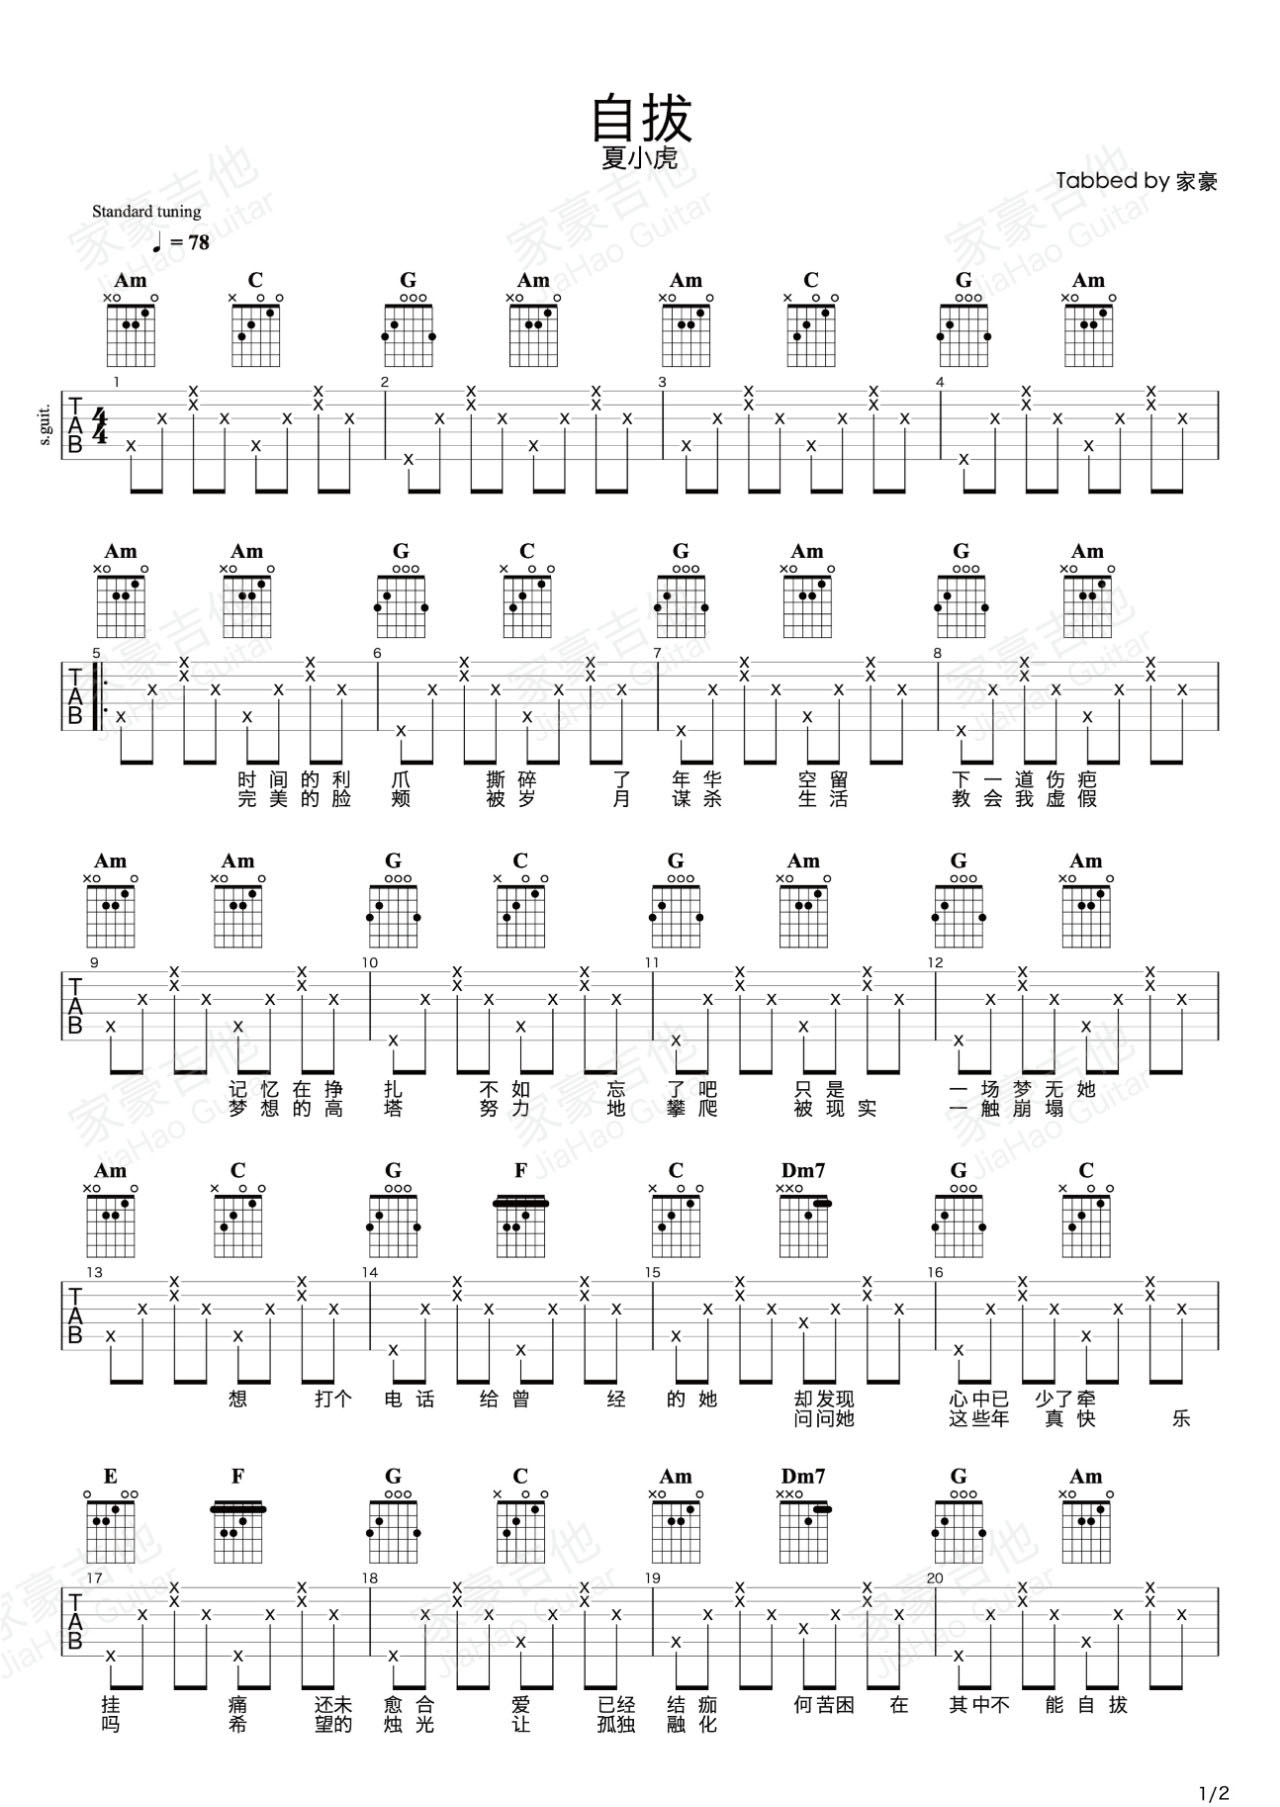 自拔
夏小虎
Tabbed by 家豪
Standard tuning
♩ = 78
Am C G Am Am C G Am
1 2 3 4
s.guit.
TAB 4/4
Am Am G C G Am G Am
5 6 7 8
TAB
时间的利爪 撕碎 了年华 空留 下一道伤疤
完美的脸颊 被岁 月谋杀 生活 教会我虚假
Am Am G C G Am G Am
9 10 11 12
TAB
记忆在挣扎 不如 忘了吧 只是 一场梦无她
梦想的高塔 努力 地攀爬 被现实 一触崩塌
Am C G F C Dm7 G C
13 14 15 16
TAB
想 打个电话 给曾 经的她 却发现 心中已 少了牵
问问她 这些年 真快 乐
E F G C Am Dm7 G Am
17 18 19 20
TAB
挂 痛 还未愈合 爱 已经结痂 何苦困 在 其中不 能自拔
吗 希 望的烛光 让 孤独融化
1/2
家豪吉他
JiaHao Guitar